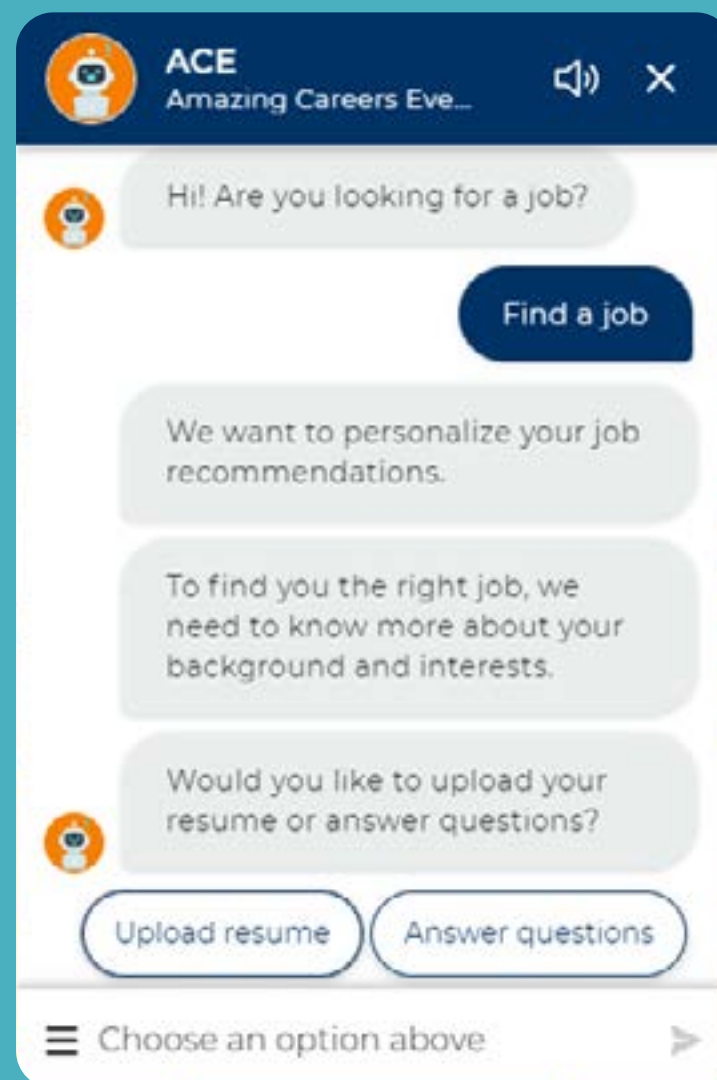 ACE
Amazing Careers Eve...
Hi! Are you looking for a job?
Find a job
We want to personalize your job
recommendations.
To find you the right job, we
need to know more about your
background and interests.
Would you like to upload your
resume or answer questions?
Upload resume
Answer questions
Choose an option above